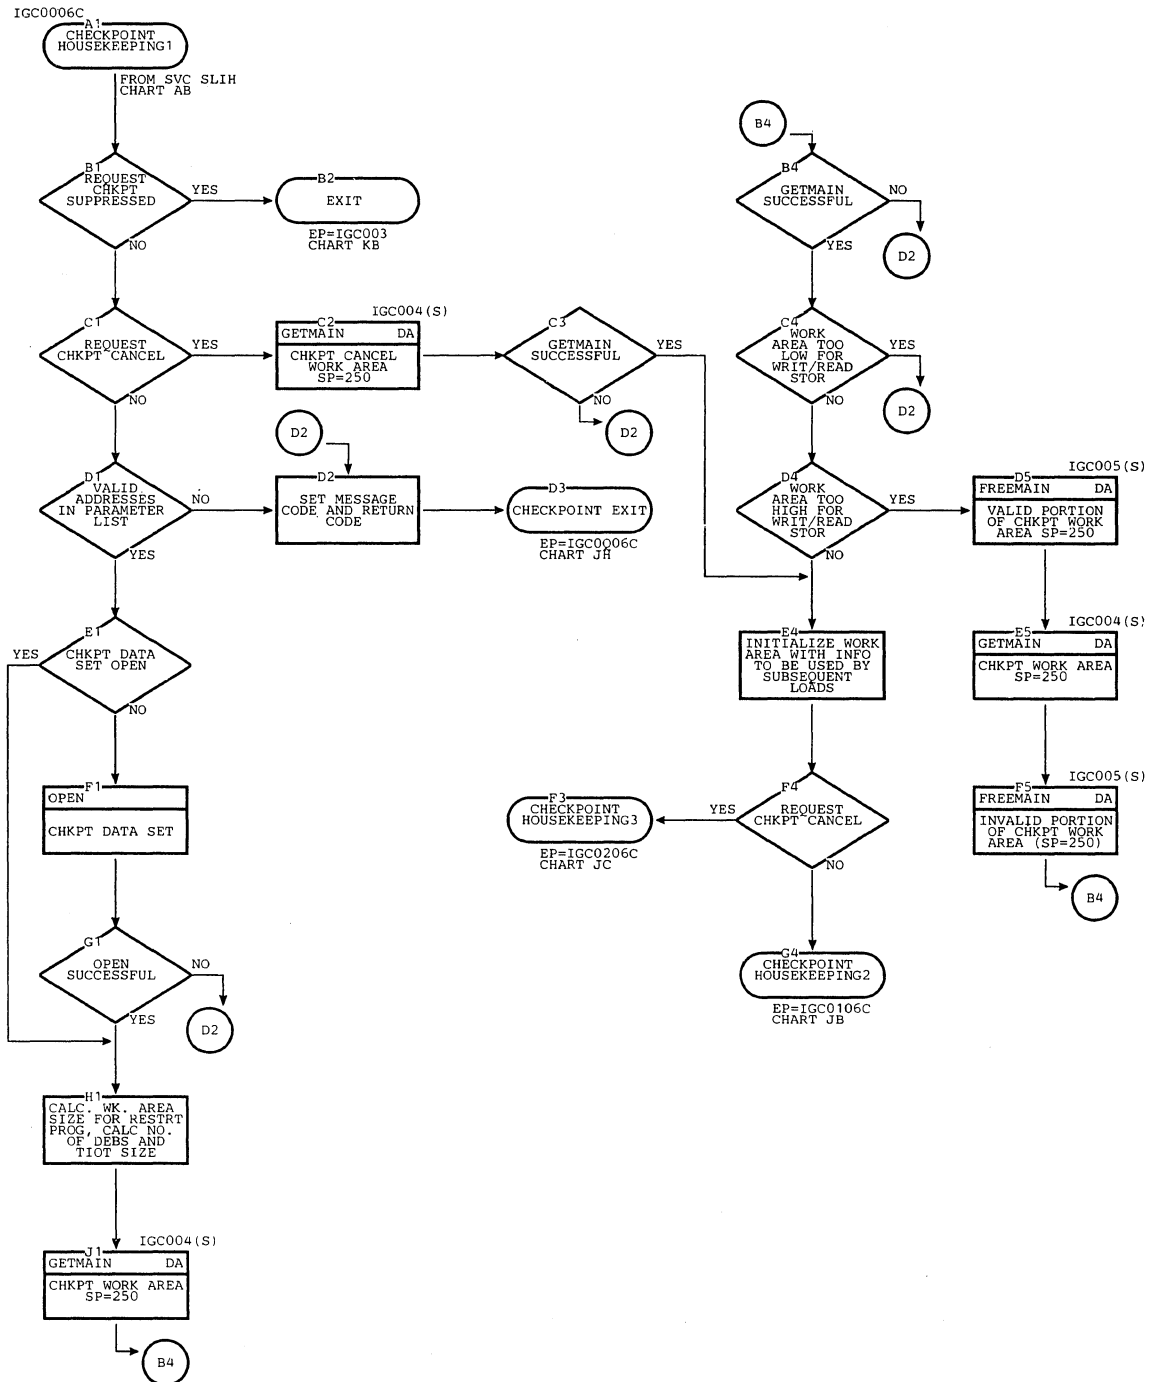 IGC0006C
A1
CHECKPOINT
HOUSEKEEPING1
FROM SVC SLIH
CHART AB
B1
REQUEST
CHKPT
SUPPRESSED
YES
NO
B2
EXIT
EP=IGC003
CHART KB
C1
REQUEST
CHKPT CANCEL
YES
NO
IGC004(S)
C2
GETMAIN DA
CHKPT CANCEL
WORK AREA
SP=250
C3
GETMAIN
SUCCESSFUL
YES
NO
D2
D1
VALID
ADDRESSES
IN PARAMETER
LIST
NO
YES
D2
D2
SET MESSAGE
CODE AND RETURN
CODE
D3
CHECKPOINT EXIT
EP=IGC0Q06C
CHART JH
E1
CHKPT DATA
SET OPEN
YES
NO
F1
OPEN
CHKPT DATA SET
G1
OPEN
SUCCESSFUL
NO
YES
D2
H1
CALC. WK. AREA
SIZE FOR RESTRT
PROG, CALC NO.
OF DEBS AND
TIOT SIZE
IGC004(S)
J1
GETMAIN DA
CHKPT WORK AREA
SP=250
B4
B4
B4
GETMAIN
SUCCESSFUL
NO
YES
D2
C4
WORK
AREA TOO
LOW FOR
WRIT/READ
STOR
YES
NO
D2
D4
WORK
AREA TOO
HIGH FOR
WRIT/READ
STOR
YES
NO
IGC005(S)
D5
FREEMAIN DA
VALID PORTION
OF CHKPT WORK
AREA SP=250
E4
INITIALIZE WORK
AREA WITH INFO
TO BE USED BY
SUBSEQUENT
LOADS
IGC004(S)
E5
GETMAIN DA
CHKPT WORK AREA
SP=250
F3
CHECKPOINT
HOUSEKEEPING3
EP=IGC0206C
CHART JC
F4
REQUEST
CHKPT CANCEL
YES
NO
IGC005(S)
F5
FREEMAIN DA
INVALID PORTION
OF CHKPT WORK
AREA (SP=250)
B4
G4
CHECKPOINT
HOUSEKEEPING2
EP=IGC0106C
CHART JB